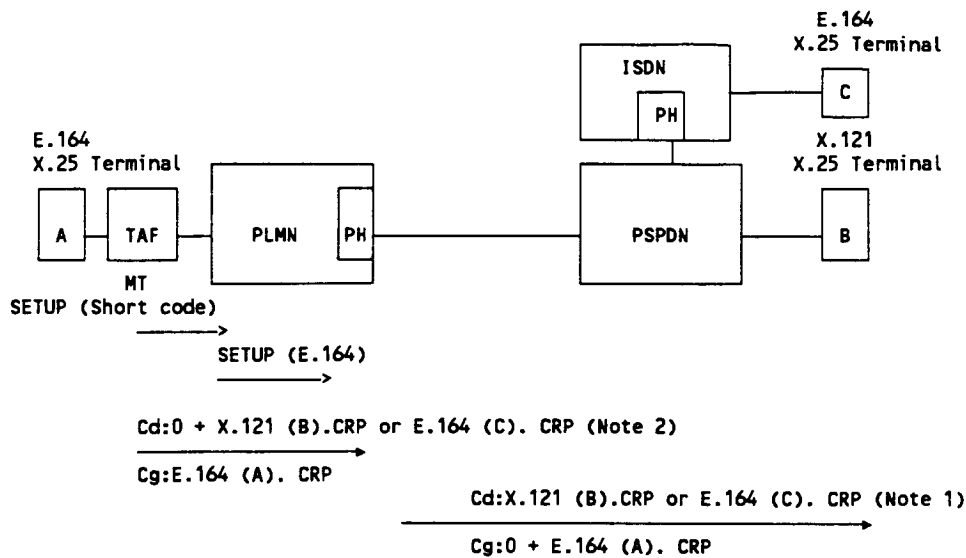 E.164
X.25 Terminal
ISDN
C
PH
E.164
X.25 Terminal
X.121
X.25 Terminal
A
TAF
PLMN
PH
PSPDN
B
MT
SETUP (Short code)
SETUP (E.164)
Cd:0 + X.121 (B).CRP or E.164 (C). CRP (Note 2)
Cg:E.164 (A). CRP
Cd:X.121 (B).CRP or E.164 (C). CRP (Note 1)
Cg:0 + E.164 (A). CRP